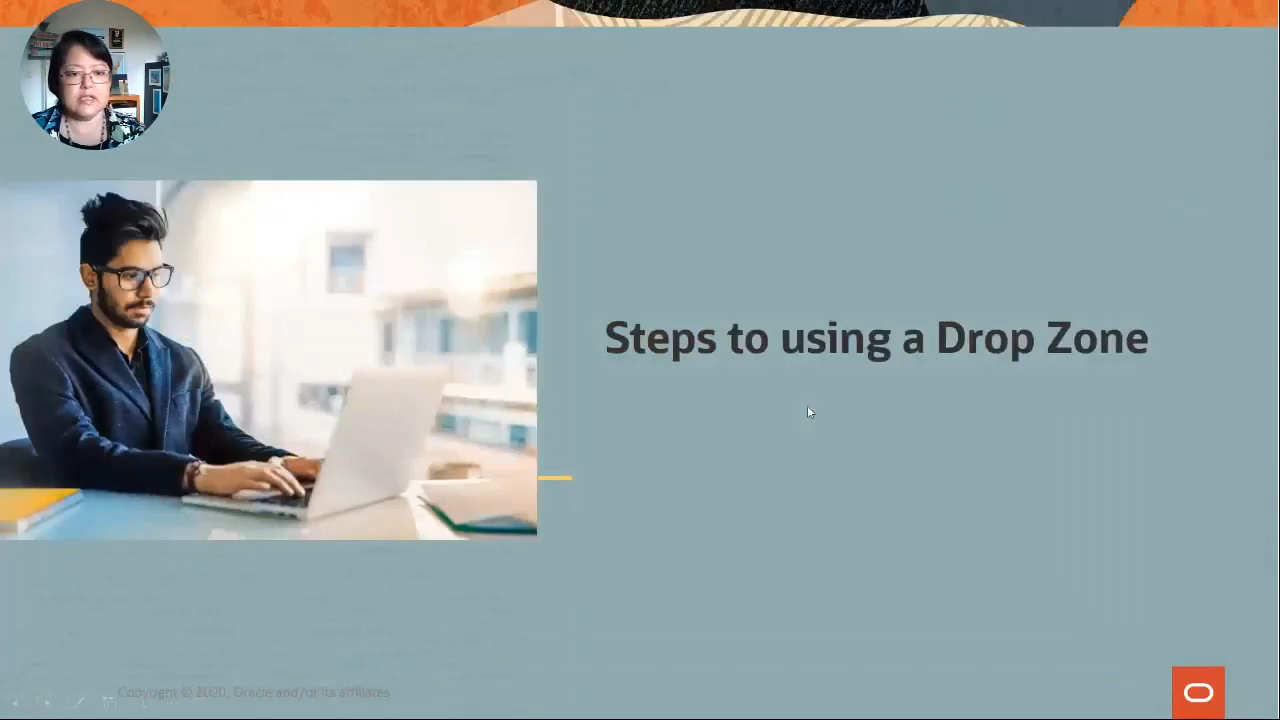 Steps to using a Drop Zone
Copyright © 2020, Oracle and/or its affiliates